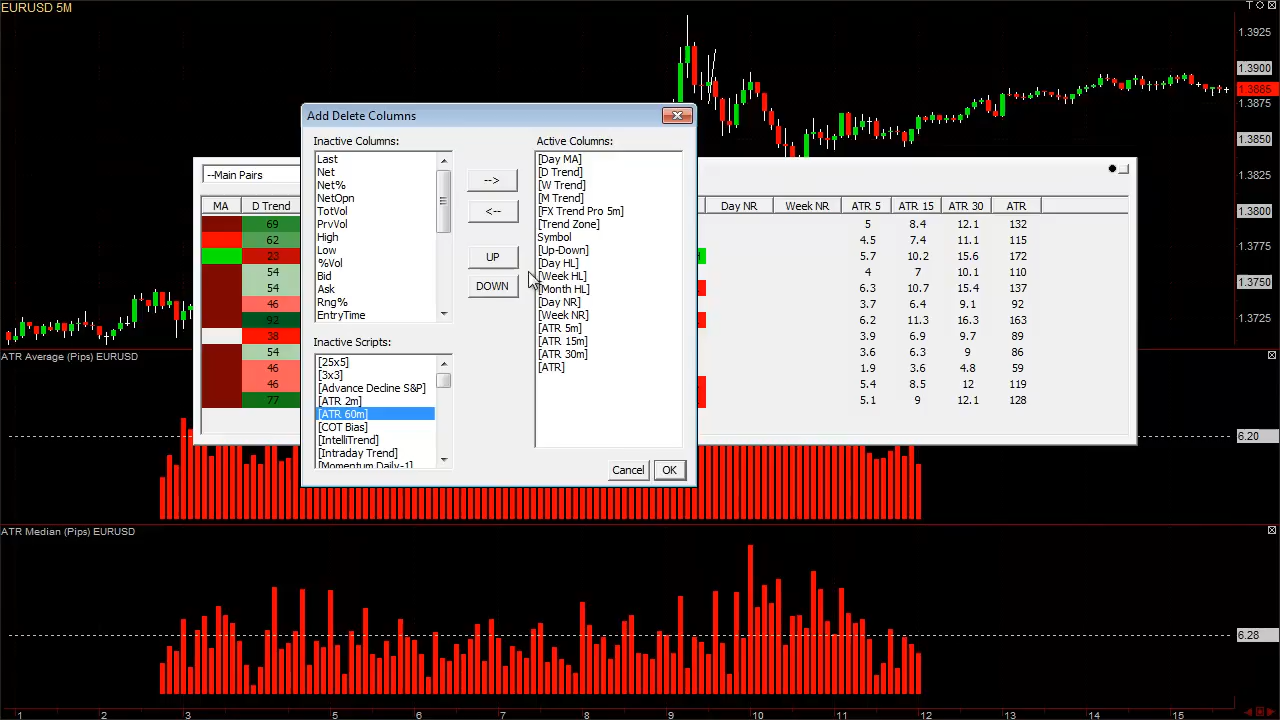 EURUSD 5M
1.3925
1.3900
1.3885
1.3875
1.3850
1.3825
1.3800
1.3775
1.3750
1.3725
Add Delete Columns
Inactive Columns:
Last
Net
Net%
NetOpn
TotVol
PrvVol
High
Low
%Vol
Bid
Ask
Rng%
EntryTime
Inactive Scripts:
[25x5]
[3x3]
[Advance Decline S&P]
[ATR 2m]
[ATR 60m]
[COT Bias]
[IntelliTrend]
[Intraday Trend]
[Momentum Daily-1]
-->
<--
UP
DOWN
Active Columns:
[Day MA]
[D Trend]
[W Trend]
[M Trend]
[FX Trend Pro 5m]
[Trend Zone]
Symbol
[Up-Down]
[Day HL]
[Week HL]
[Month HL]
[Day NR]
[Week NR]
[ATR 5m]
[ATR 15m]
[ATR 30m]
[ATR]
Cancel OK
--Main Pairs
MA D Trend Day NR Week NR ATR 5 ATR 15 ATR 30 ATR
69 5 8.4 12.1 132
62 4.5 7.4 11.1 115
23 5.7 10.2 15.6 172
54 4 7 10.1 110
54 6.3 10.7 15.4 137
46 3.7 6.4 9.1 92
92 6.2 11.3 16.3 163
38 3.9 6.9 9.7 89
54 3.6 6.3 9 86
46 1.9 3.6 4.8 59
46 5.4 8.5 12 119
77 5.1 9 12.1 128
ATR Average (Pips) EURUSD
6.20
ATR Median (Pips) EURUSD
6.28
1 2 3 4 5 6 7 8 9 10 11 12 13 14 15